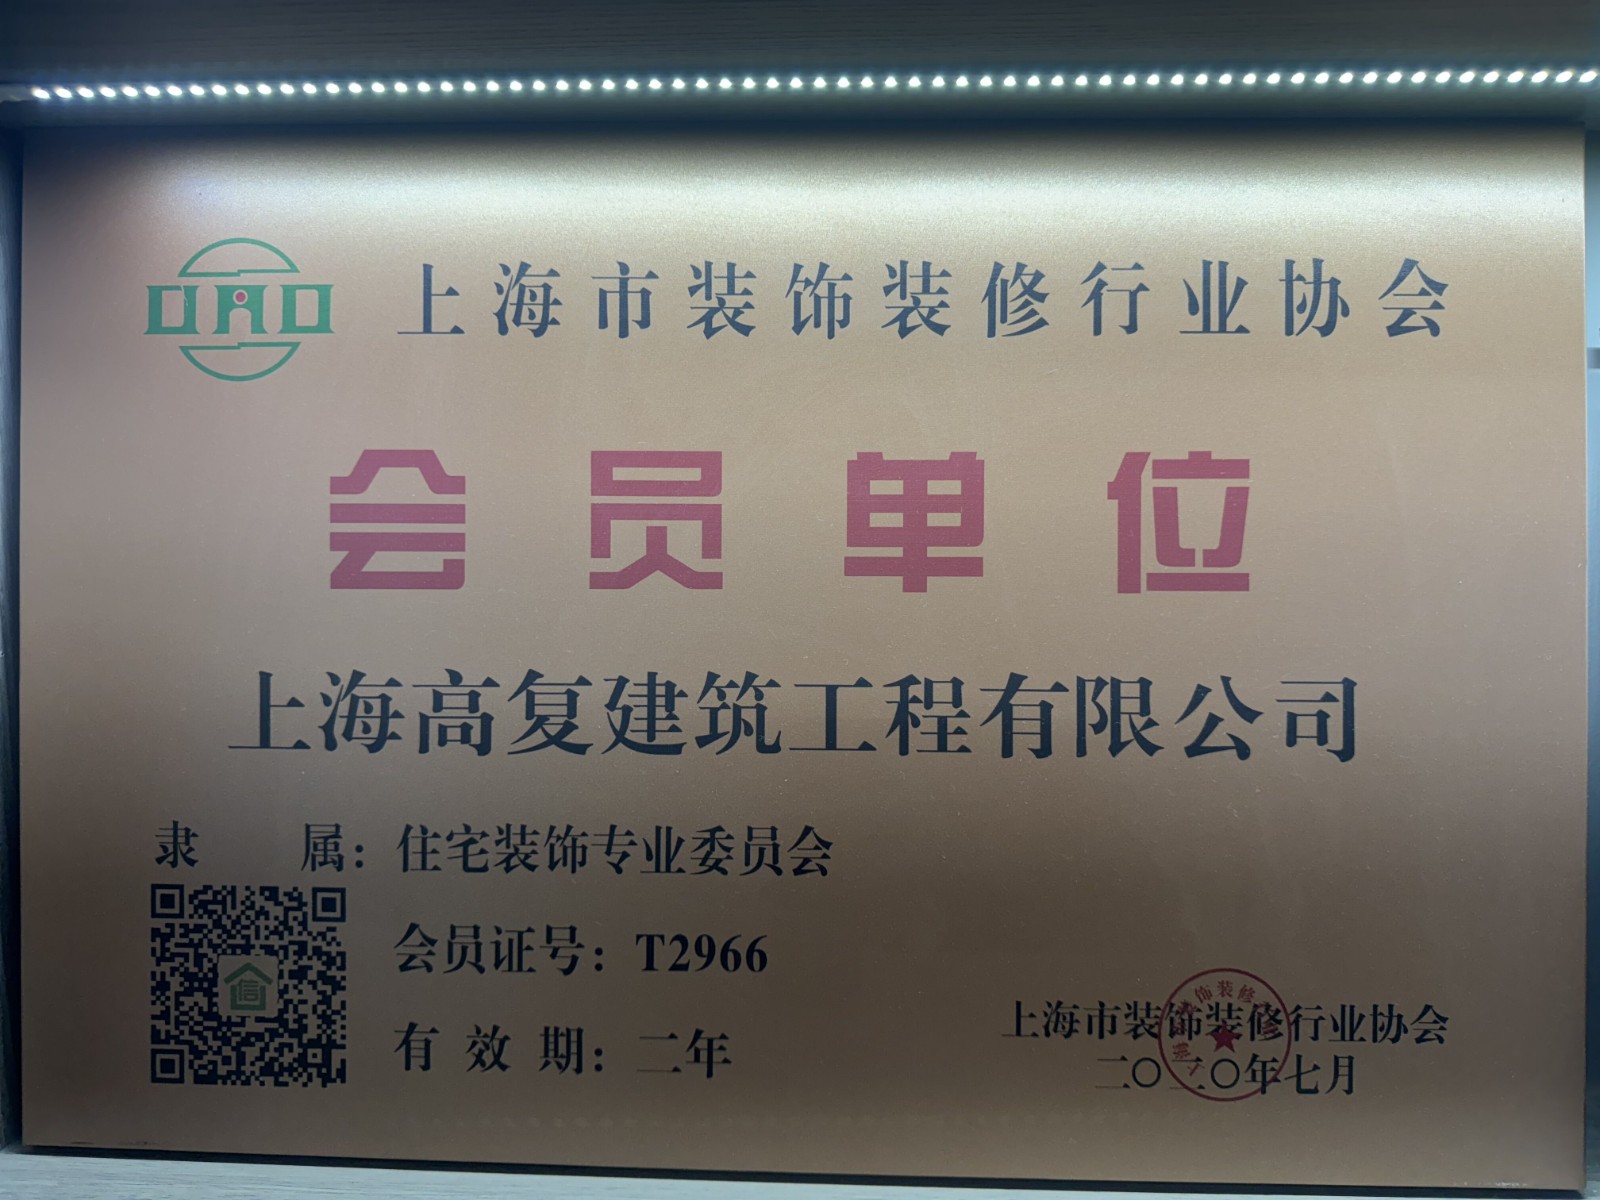 上海市装饰装修行业协会
会员单位
上海高复建筑工程有限公司
隶 属：住宅装饰专业委员会
信
会员证号：T2966
有效期：二年
上海市装饰装修行业协会
二〇二〇年七月